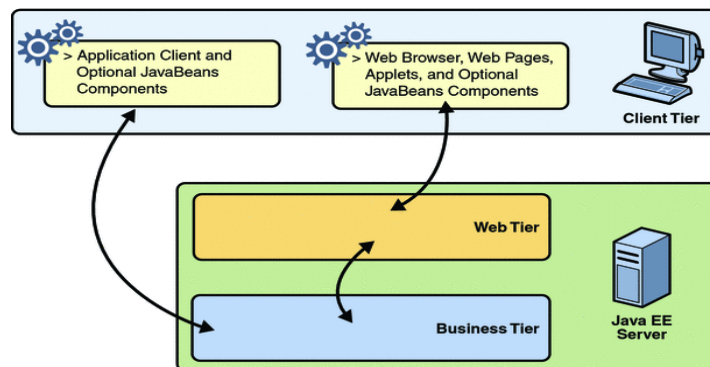 > Application Client and
Optional JavaBeans
Components
> Web Browser, Web Pages,
Applets, and Optional
JavaBeans Components
Client Tier
Web Tier
Business Tier
Java EE
Server